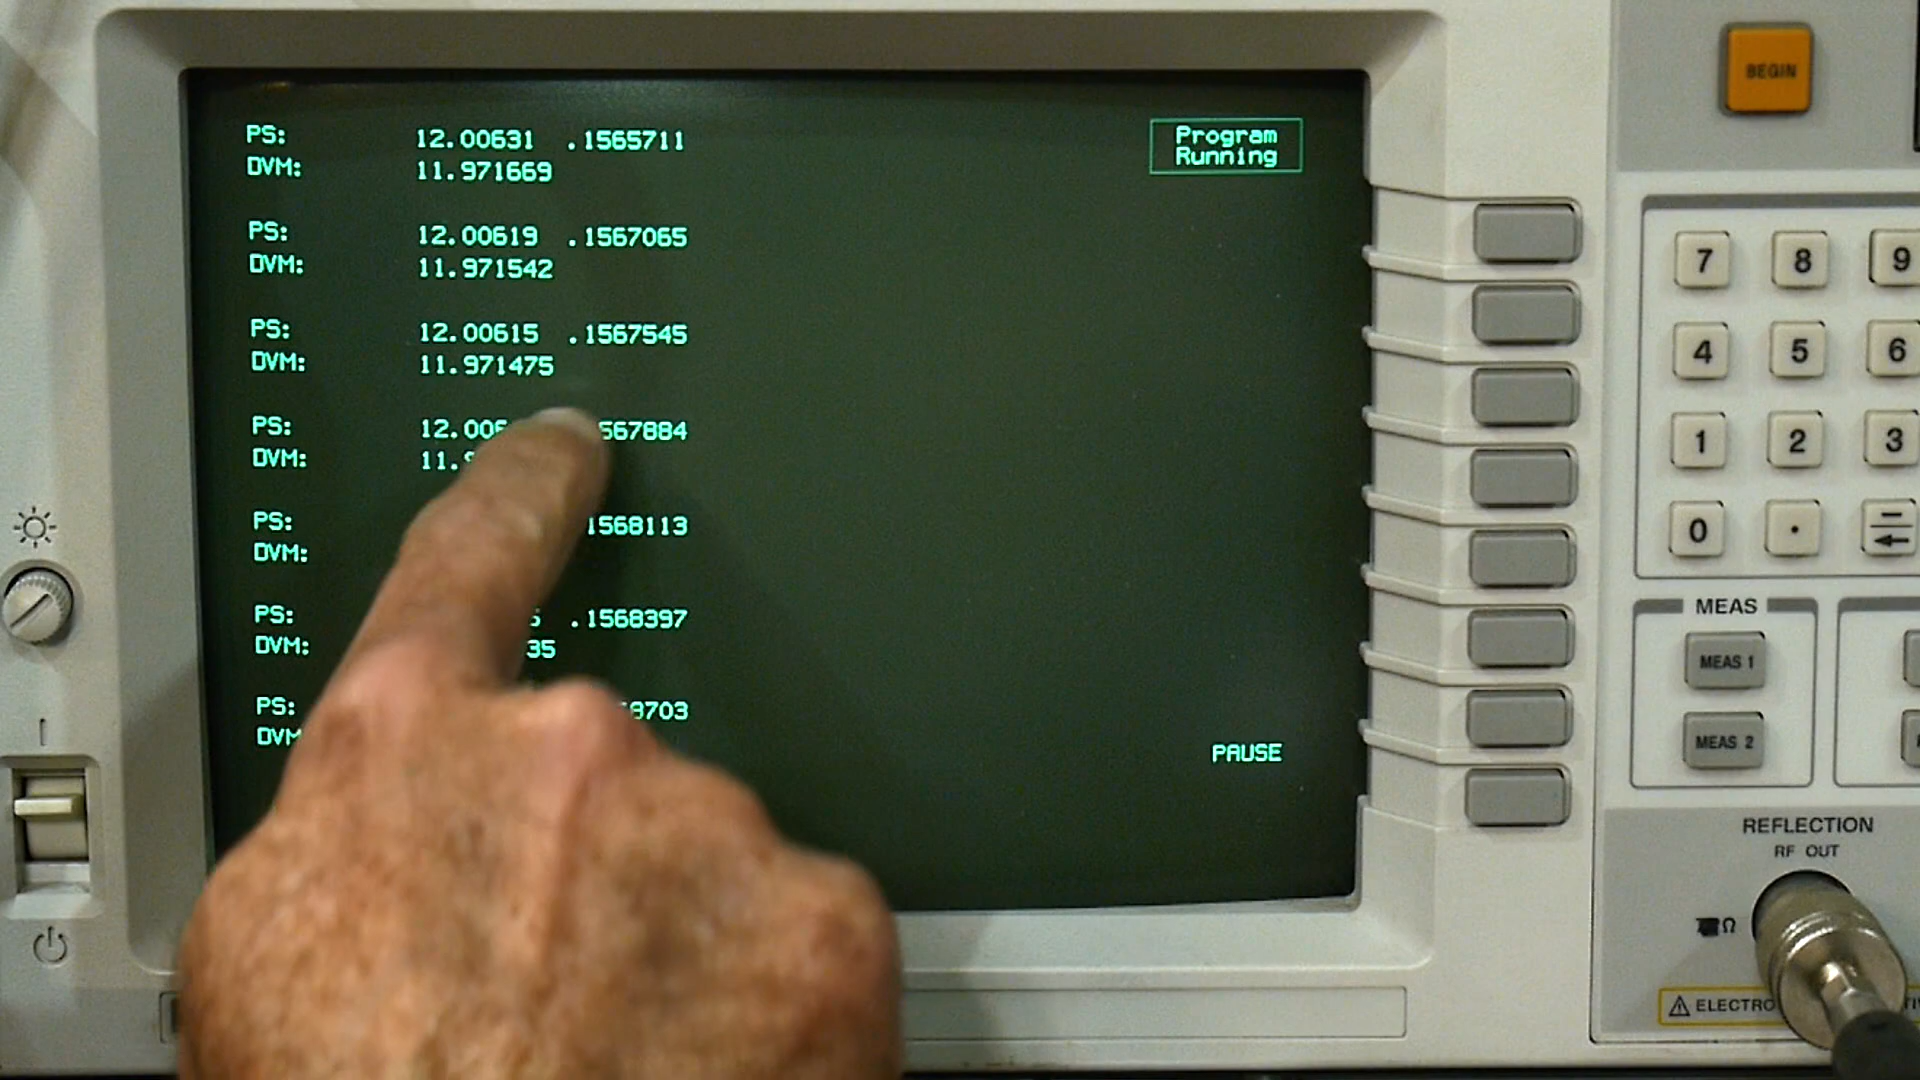 PS: 12.00631 .1565711
DVM: 11.971669
PS: 12.00619 .1567065
DVM: 11.971542
PS: 12.00615 .1567545
DVM: 11.971475
PS: 12.006 567884
DVM: 11.9
PS: 1568113
DVM:
PS: .1568397
DVM: 35
PS: 9703
DVM
Program
Running
PAUSE
BEGIN
7 8 9
4 5 6
1 2 3
0 .
MEAS
MEAS 1
MEAS 2
REFLECTION
RF OUT
Ω
ELECTRO